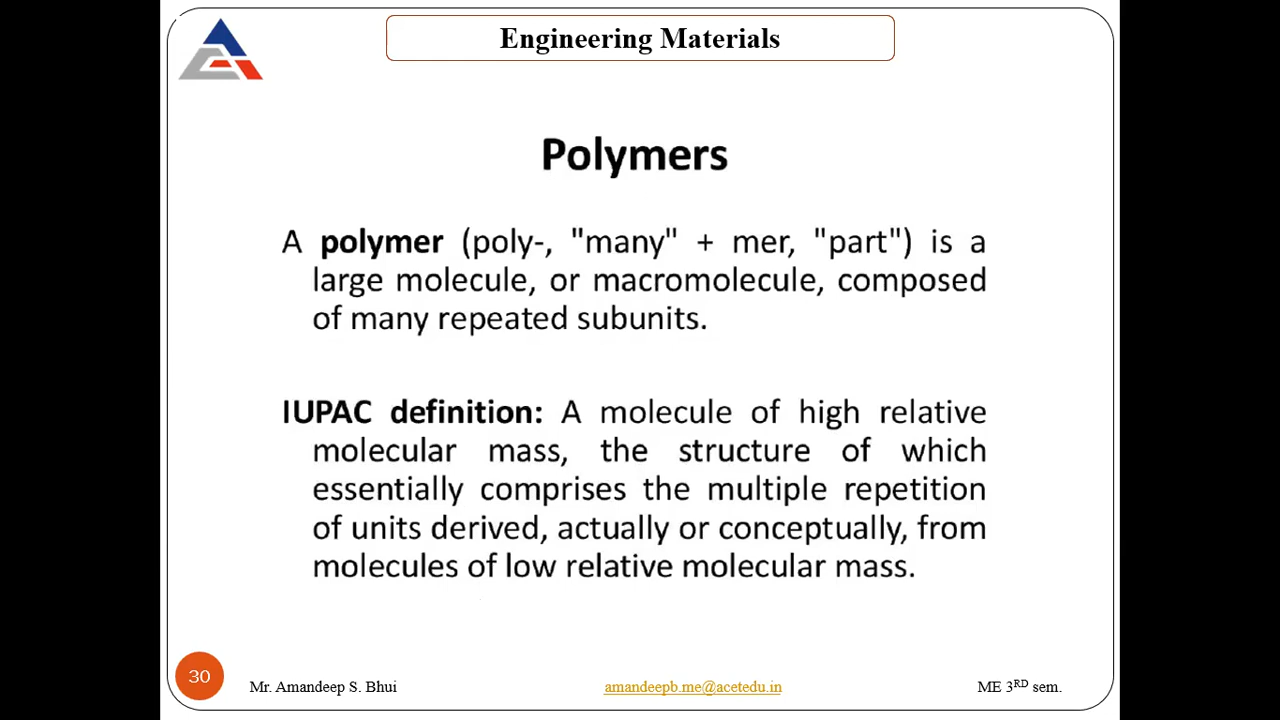 Engineering Materials
Polymers
A polymer (poly-, "many" + mer, "part") is a
large molecule, or macromolecule, composed
of many repeated subunits.
IUPAC definition: A molecule of high relative
molecular mass, the structure of which
essentially comprises the multiple repetition
of units derived, actually or conceptually, from
molecules of low relative molecular mass.
30
Mr. Amandeep S. Bhui
amandeepb.me@acetedu.in
ME 3RD sem.